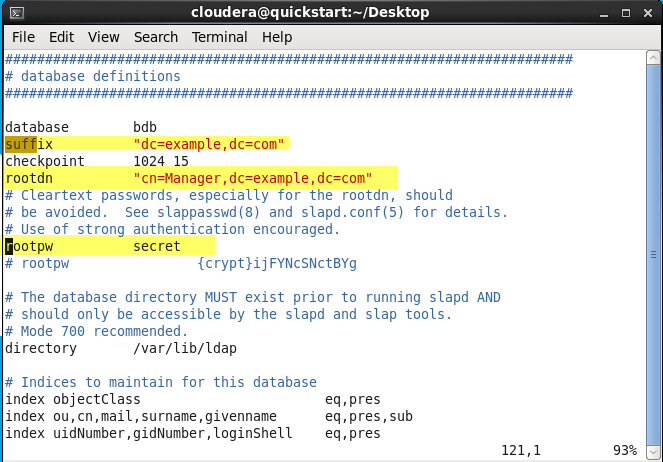 cloudera@quickstart:~/Desktop
File Edit View Search Terminal Help
#######################################################################
# database definitions
#######################################################################
database        bdb
suffix          "dc=example,dc=com"
checkpoint      1024 15
rootdn          "cn=Manager,dc=example,dc=com"
# Cleartext passwords, especially for the rootdn, should
# be avoided.  See slappasswd(8) and slapd.conf(5) for details.
# Use of strong authentication encouraged.
rootpw          secret
# rootpw                {crypt}ijFYNcSNctBYg
# The database directory MUST exist prior to running slapd AND
# should only be accessible by the slapd and slap tools.
# Mode 700 recommended.
directory       /var/lib/ldap
# Indices to maintain for this database
index objectClass                       eq,pres
index ou,cn,mail,surname,givenname      eq,pres,sub
index uidNumber,gidNumber,loginShell    eq,pres
121,1         93%